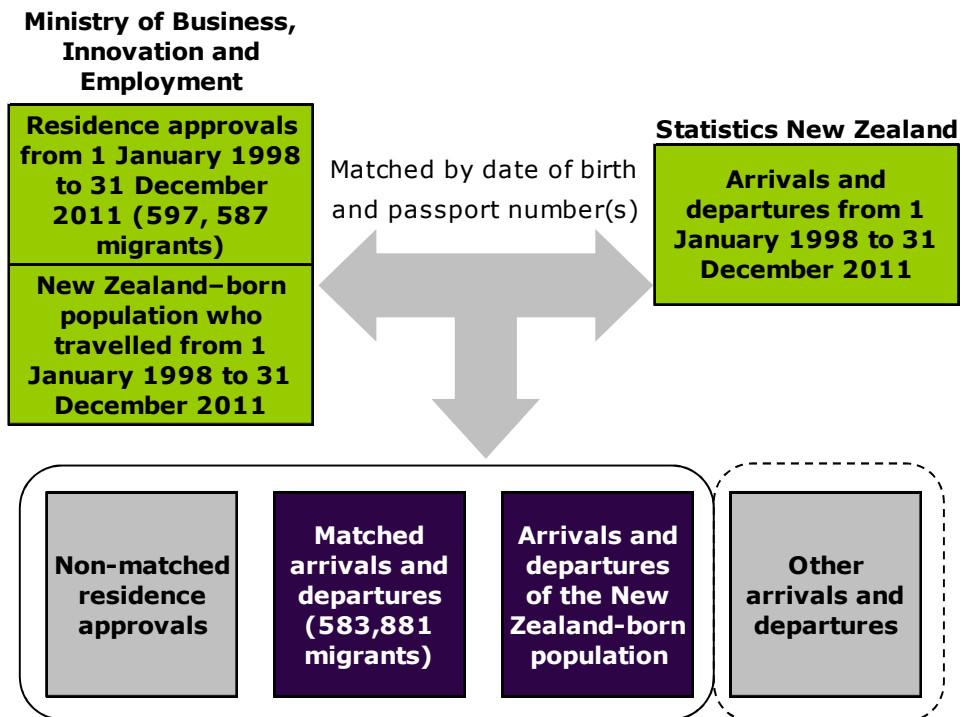 Ministry of Business,
Innovation and
Employment
Residence approvals
from 1 January 1998
to 31 December
2011 (597, 587
migrants)
New Zealand–born
population who
travelled from 1
January 1998 to 31
December 2011
Matched by date of birth
and passport number(s)
Statistics New Zealand
Arrivals and
departures from 1
January 1998 to 31
December 2011
Non-matched
residence
approvals
Matched
arrivals and
departures
(583,881
migrants)
Arrivals and
departures
of the New
Zealand-born
population
Other
arrivals and
departures